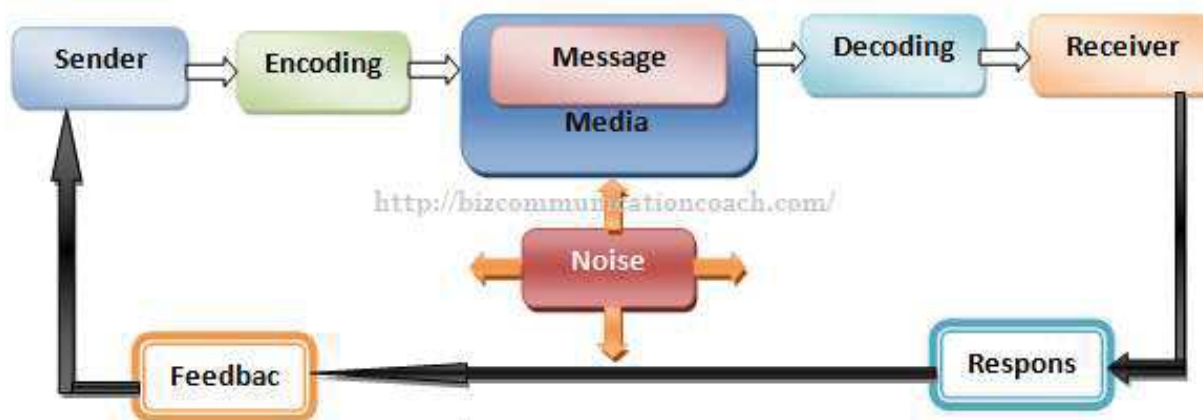 Sender
Encoding
Message
Media
Decoding
Receiver
http://bizcommunicationcoach.com/
Noise
Feedbac
Respons